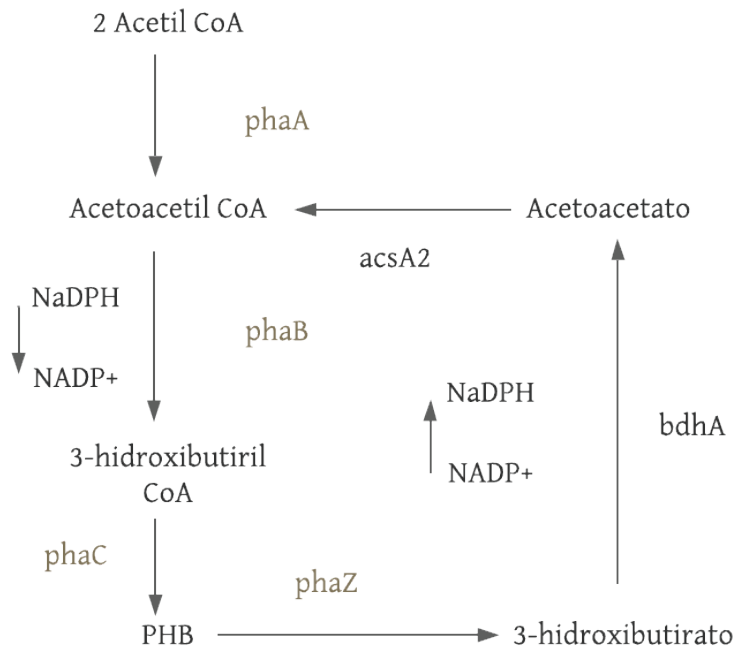 2 Acetil CoA
phaA
Acetoacetil CoA
Acetoacetato
acsA2
NaDPH
phaB
NADP+
NaDPH
bdhA
3-hidroxibutiril
CoA
NADP+
phaC
phaZ
PHB
3-hidroxibutirato